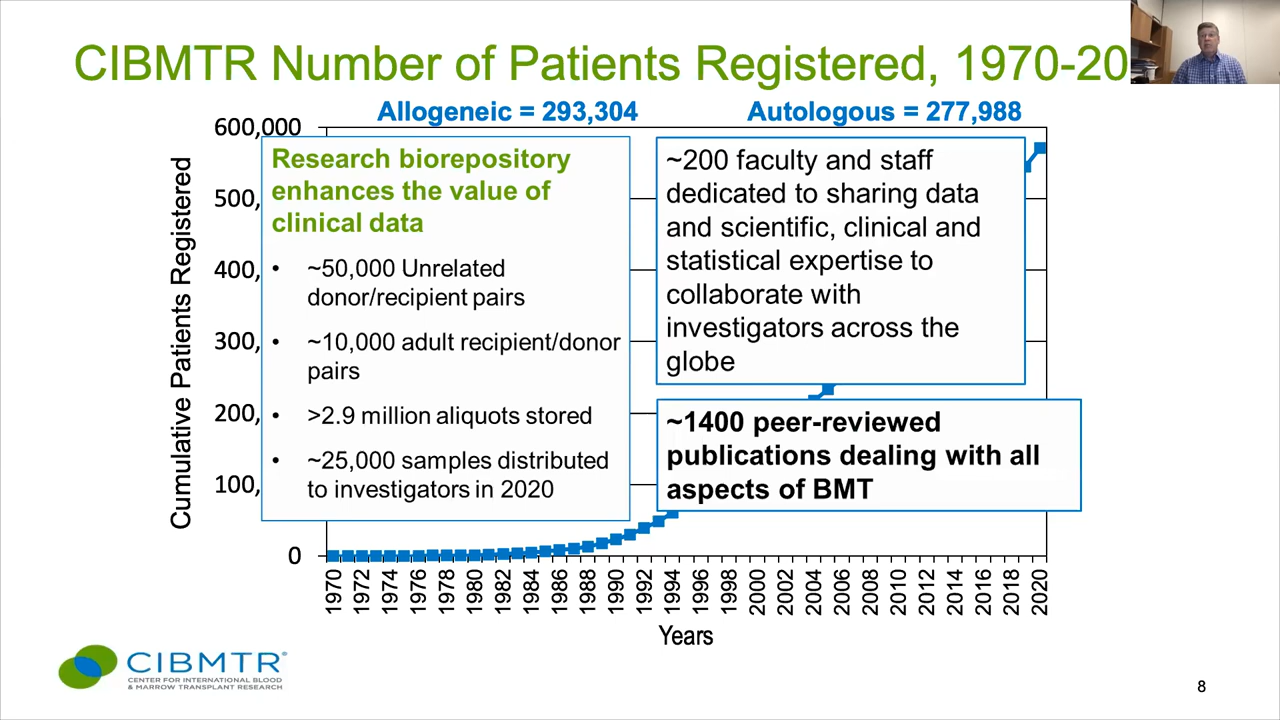 CIBMTR Number of Patients Registered, 1970-20
Allogeneic = 293,304
Autologous = 277,988
Cumulative Patients Registered
600,000
500,
400,
300,
200,
100,
0
Research biorepository
enhances the value of
clinical data
• ~50,000 Unrelated
donor/recipient pairs
• ~10,000 adult recipient/donor
pairs
• >2.9 million aliquots stored
• ~25,000 samples distributed
to investigators in 2020
~200 faculty and staff
dedicated to sharing data
and scientific, clinical and
statistical expertise to
collaborate with
investigators across the
globe
~1400 peer-reviewed
publications dealing with all
aspects of BMT
1970 1972 1974 1976 1978 1980 1982 1984 1986 1988 1990 1992 1994 1996 1998 2000 2002 2004 2006 2008 2010 2012 2014 2016 2018 2020
Years
CIBMTR®
CENTER FOR INTERNATIONAL BLOOD
& MARROW TRANSPLANT RESEARCH
8